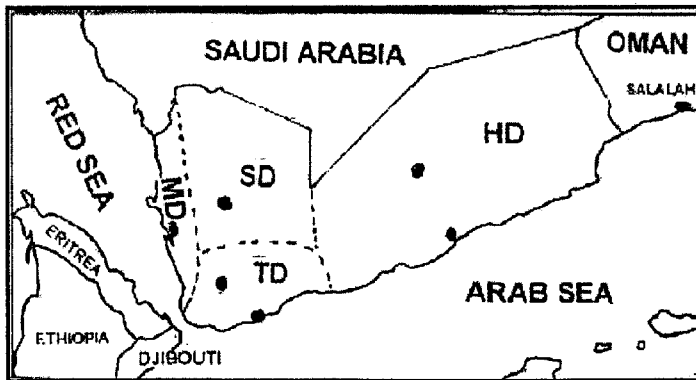 SAUDI ARABIA
OMAN
SALALAH
RED SEA
HD
SD
MD
ERITREA
TD
ARAB SEA
ETHIOPIA
DJIBOUTI